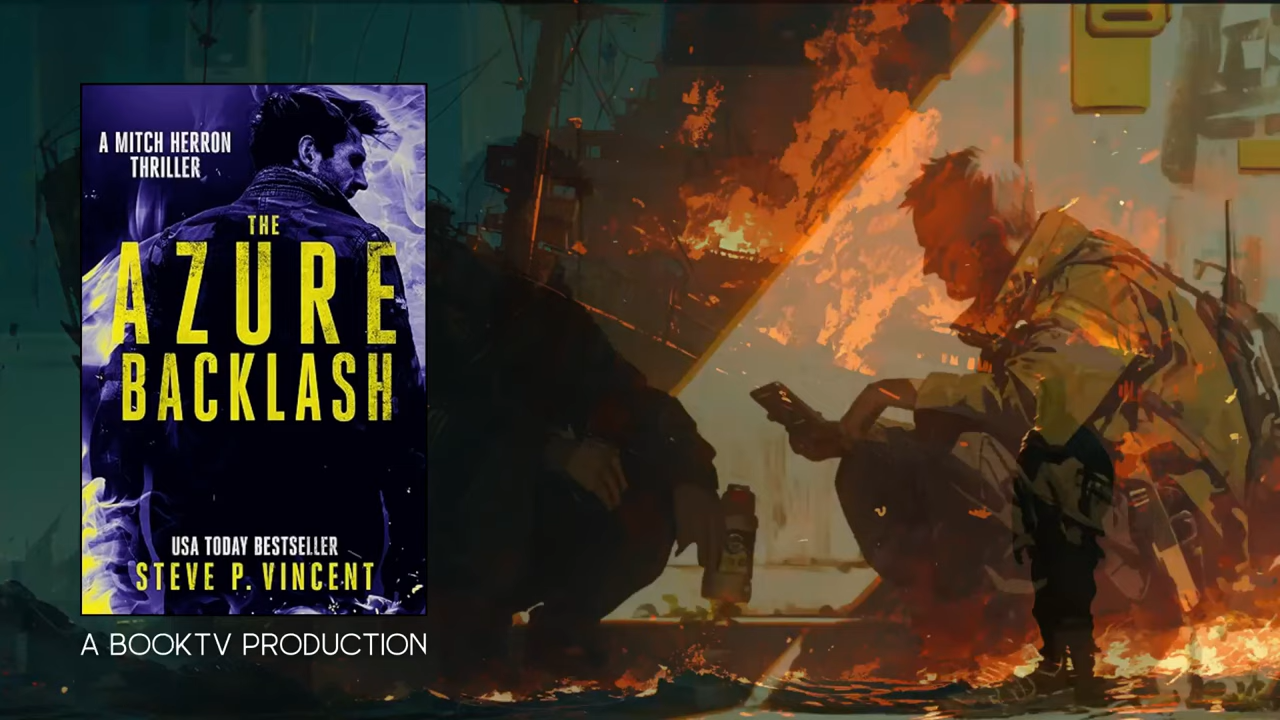 A MITCH HERRON
THRILLER
THE
AZURE
BACKLASH
USA TODAY BESTSELLER
STEVE P. VINCENT
A BOOKTV PRODUCTION